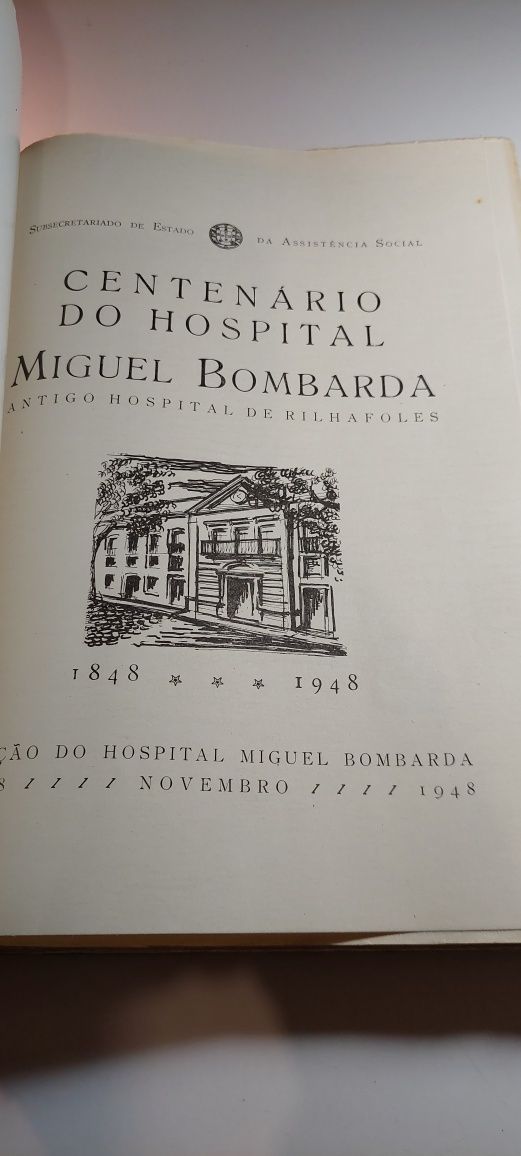 Subsecretariado de Estado da Assistência Social
CENTENÁRIO
DO HOSPITAL
MIGUEL BOMBARDA
ANTIGO HOSPITAL DE RILHAFOLES
1848 1948
ÇÃO DO HOSPITAL MIGUEL BOMBARDA
8 / / / / NOVEMBRO / / / / 1948